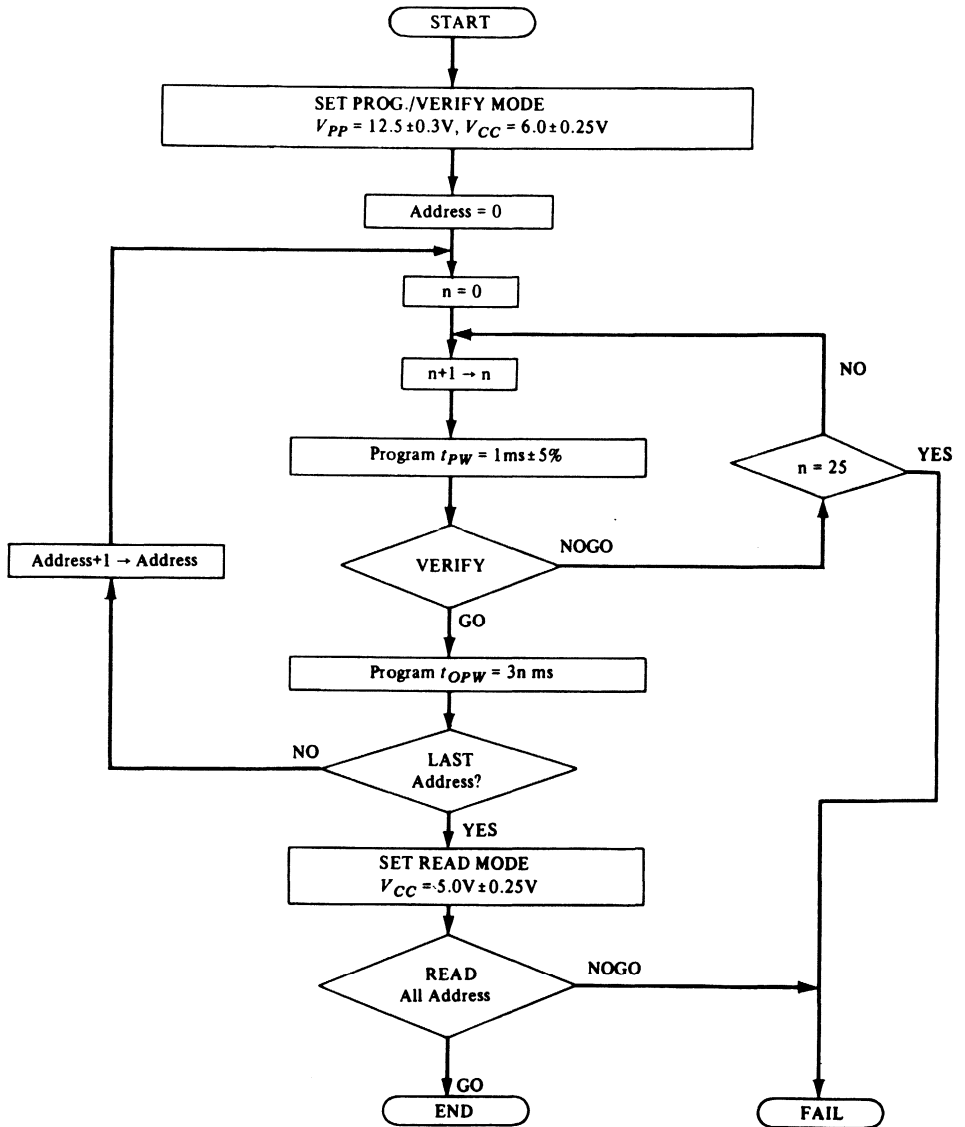 START
SET PROG./VERIFY MODE
VPP = 12.5±0.3V, VCC = 6.0±0.25V
Address = 0
n = 0
n+1 → n
NO
Program tPW = 1ms±5%
n = 25
YES
VERIFY
NOGO
Address+1 → Address
GO
Program tOPW = 3n ms
NO
LAST
Address?
YES
SET READ MODE
VCC = 5.0V±0.25V
READ
All Address
NOGO
GO
END
FAIL